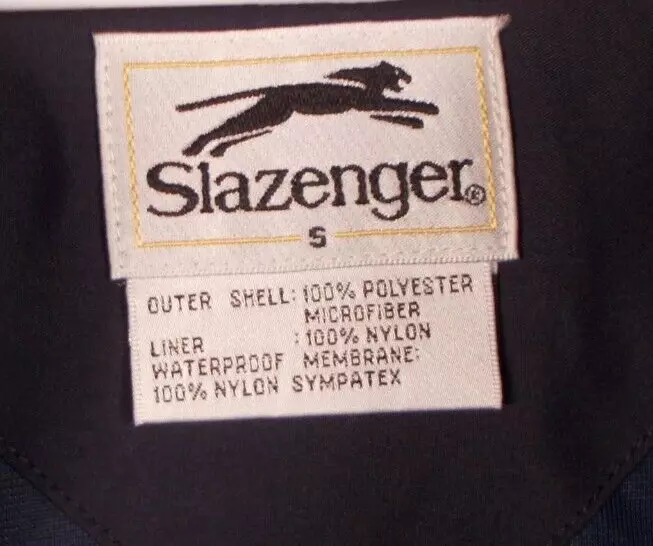 Slazenger®
S
OUTER SHELL: 100% POLYESTER
MICROFIBER
LINER : 100% NYLON
WATERPROOF MEMBRANE:
100% NYLON SYMPATEX